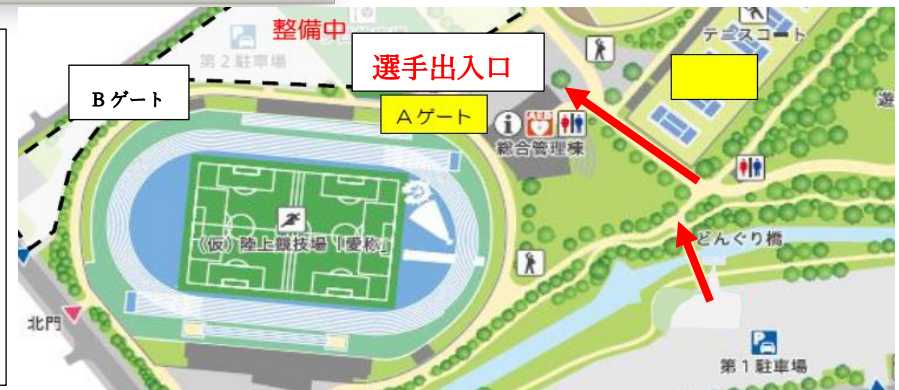 整備中
第2駐車場
選手出入口
テニスコート
Bゲート
Aゲート
遊
i
AED
総合管理棟
(仮)陸上競技場「愛称」
どんぐり橋
北門
P
第1駐車場